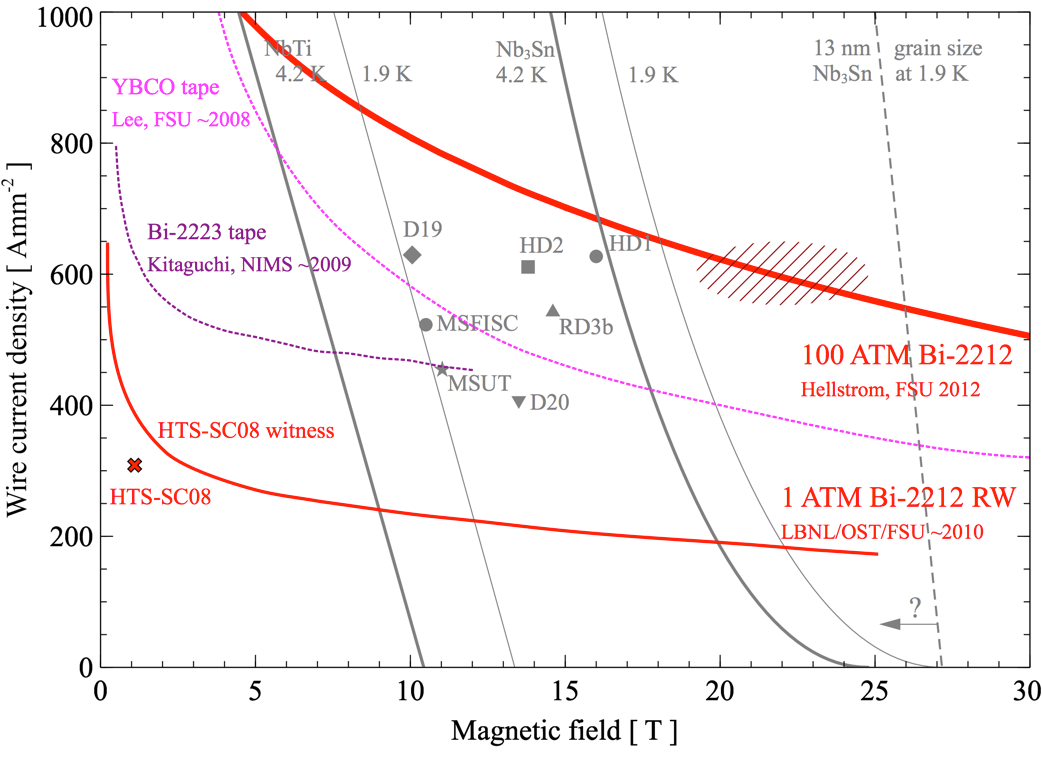 1000
800
600
400
200
0
Wire current density [ Amm-2 ]
NbTi
4.2 K
1.9 K
Nb3Sn
4.2 K
1.9 K
13 nm grain size
Nb3Sn at 1.9 K
YBCO tape
Lee, FSU ~2008
Bi-2223 tape
Kitaguchi, NIMS ~2009
D19
HD2
HD1
MSFISC
RD3b
MSUT
D20
100 ATM Bi-2212
Hellstrom, FSU 2012
HTS-SC08 witness
HTS-SC08
1 ATM Bi-2212 RW
LBNL/OST/FSU ~2010
?
0 5 10 15 20 25 30
Magnetic field [ T ]